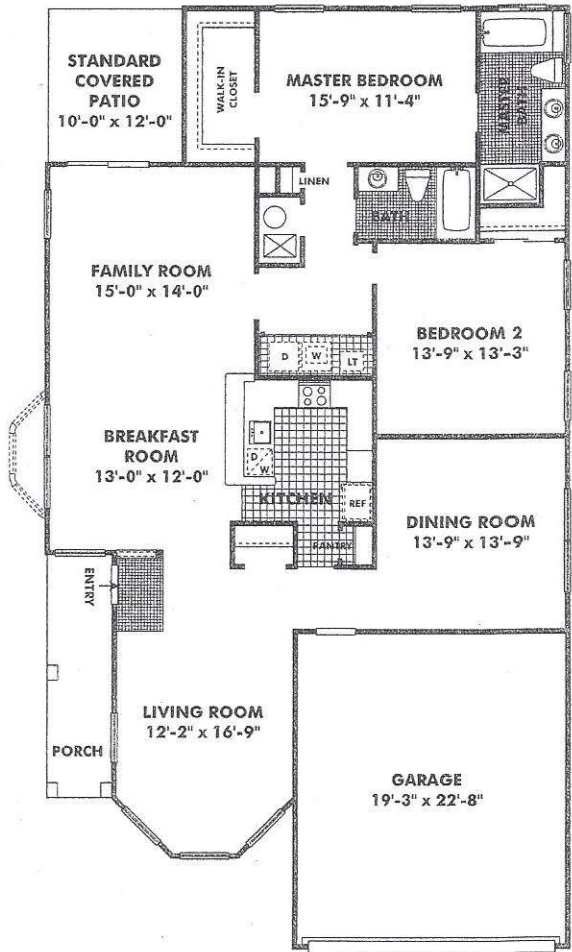 STANDARD
COVERED
PATIO
10'-0" x 12'-0"
WALK-IN
CLOSET
MASTER BEDROOM
15'-9" x 11'-4"
MASTER
BATH
LINEN
BATH
FAMILY ROOM
15'-0" x 14'-0"
BEDROOM 2
13'-9" x 13'-3"
D
W
LT
BREAKFAST
ROOM
13'-0" x 12'-0"
D
W
KITCHEN
REF
PANTRY
DINING ROOM
13'-9" x 13'-9"
ENTRY
LIVING ROOM
12'-2" x 16'-9"
PORCH
GARAGE
19'-3" x 22'-8"